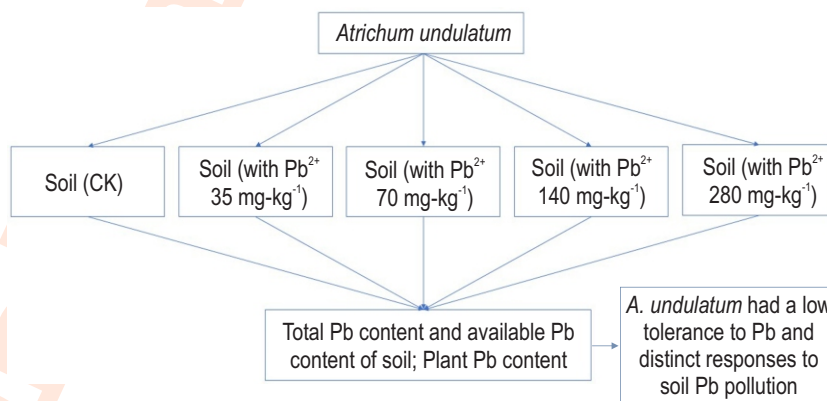 Atrichum undulatum
Soil (CK)
Soil (with Pb²⁺
35 mg-kg⁻¹)
Soil (with Pb²⁺
70 mg-kg⁻¹)
Soil (with Pb²⁺
140 mg-kg⁻¹)
Soil (with Pb²⁺
280 mg-kg⁻¹)
Total Pb content and available Pb
content of soil; Plant Pb content
A. undulatum had a low
tolerance to Pb and
distinct responses to
soil Pb pollution